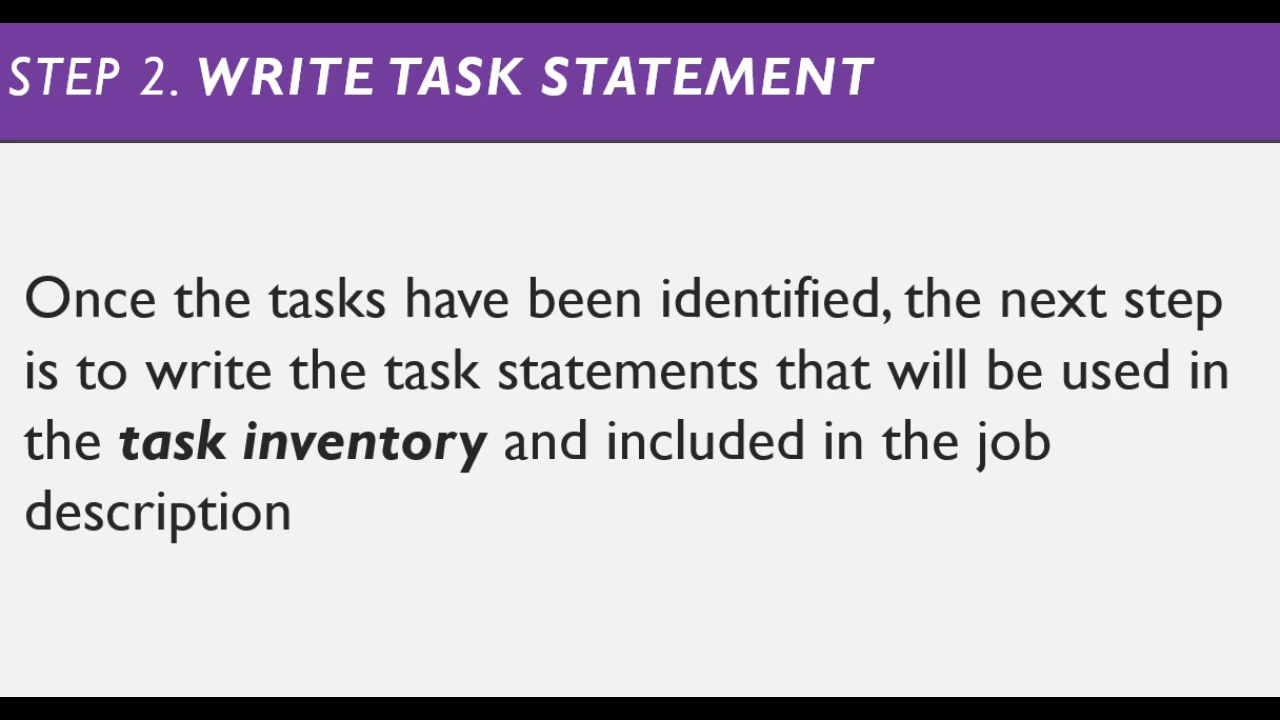 STEP 2. WRITE TASK STATEMENT
Once the tasks have been identified, the next step
is to write the task statements that will be used in
the task inventory and included in the job
description